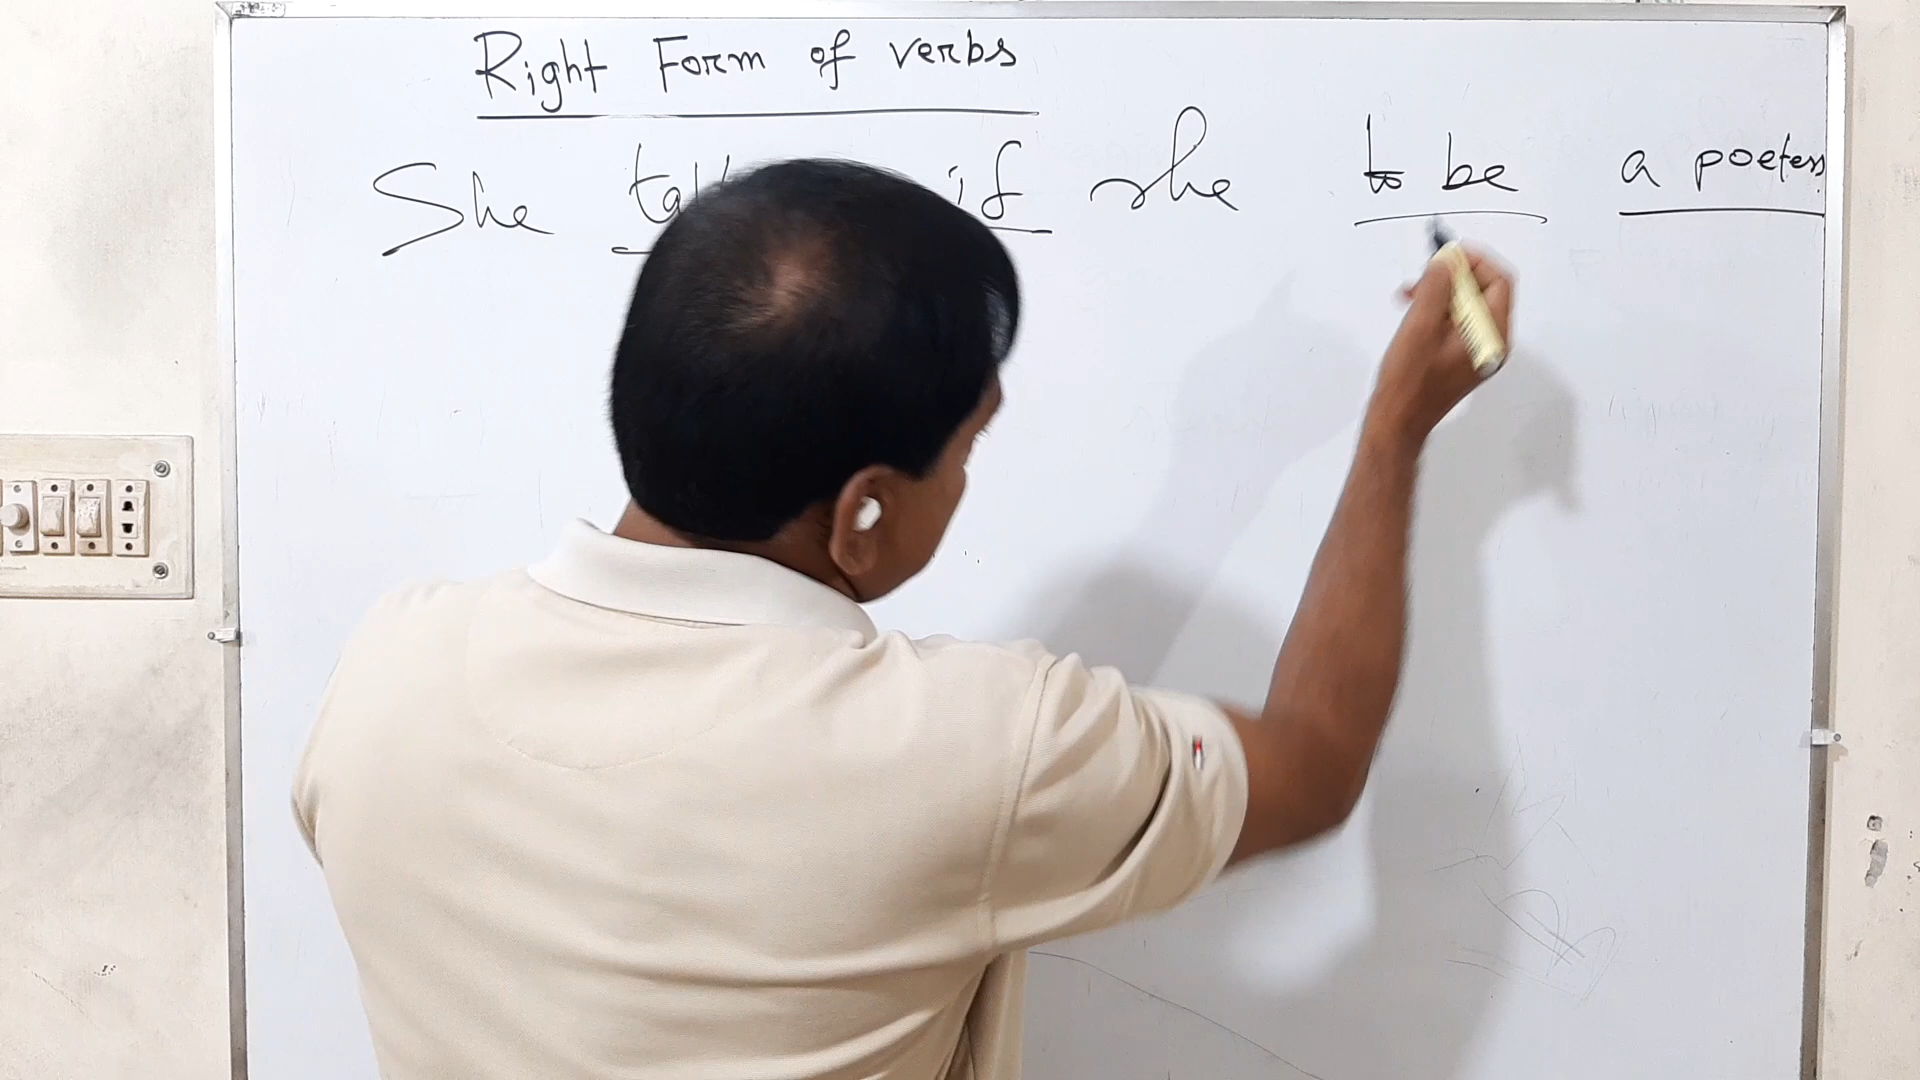 Right Form of verbs
She if she to be a poetess